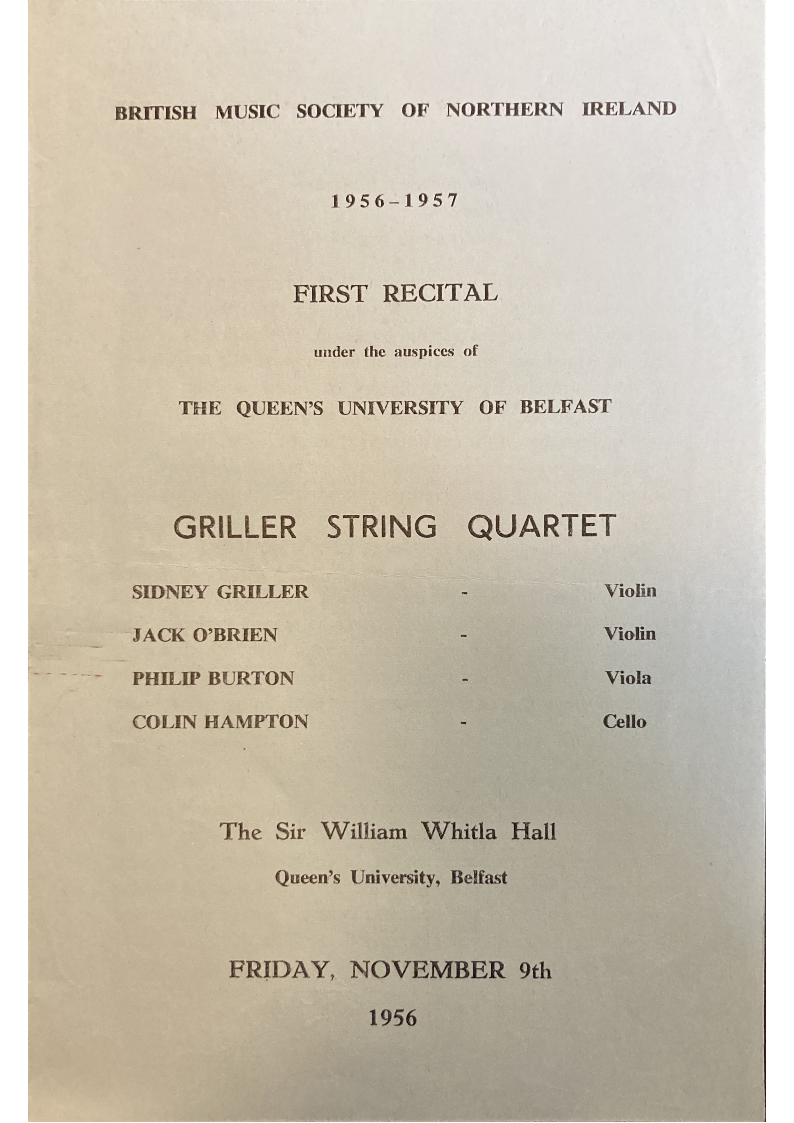 BRITISH MUSIC SOCIETY OF NORTHERN IRELAND
1956–1957
FIRST RECITAL
under the auspices of
THE QUEEN'S UNIVERSITY OF BELFAST
GRILLER STRING QUARTET
SIDNEY GRILLER - Violin
JACK O'BRIEN - Violin
PHILIP BURTON - Viola
COLIN HAMPTON - Cello
The Sir William Whitla Hall
Queen's University, Belfast
FRIDAY, NOVEMBER 9th
1956